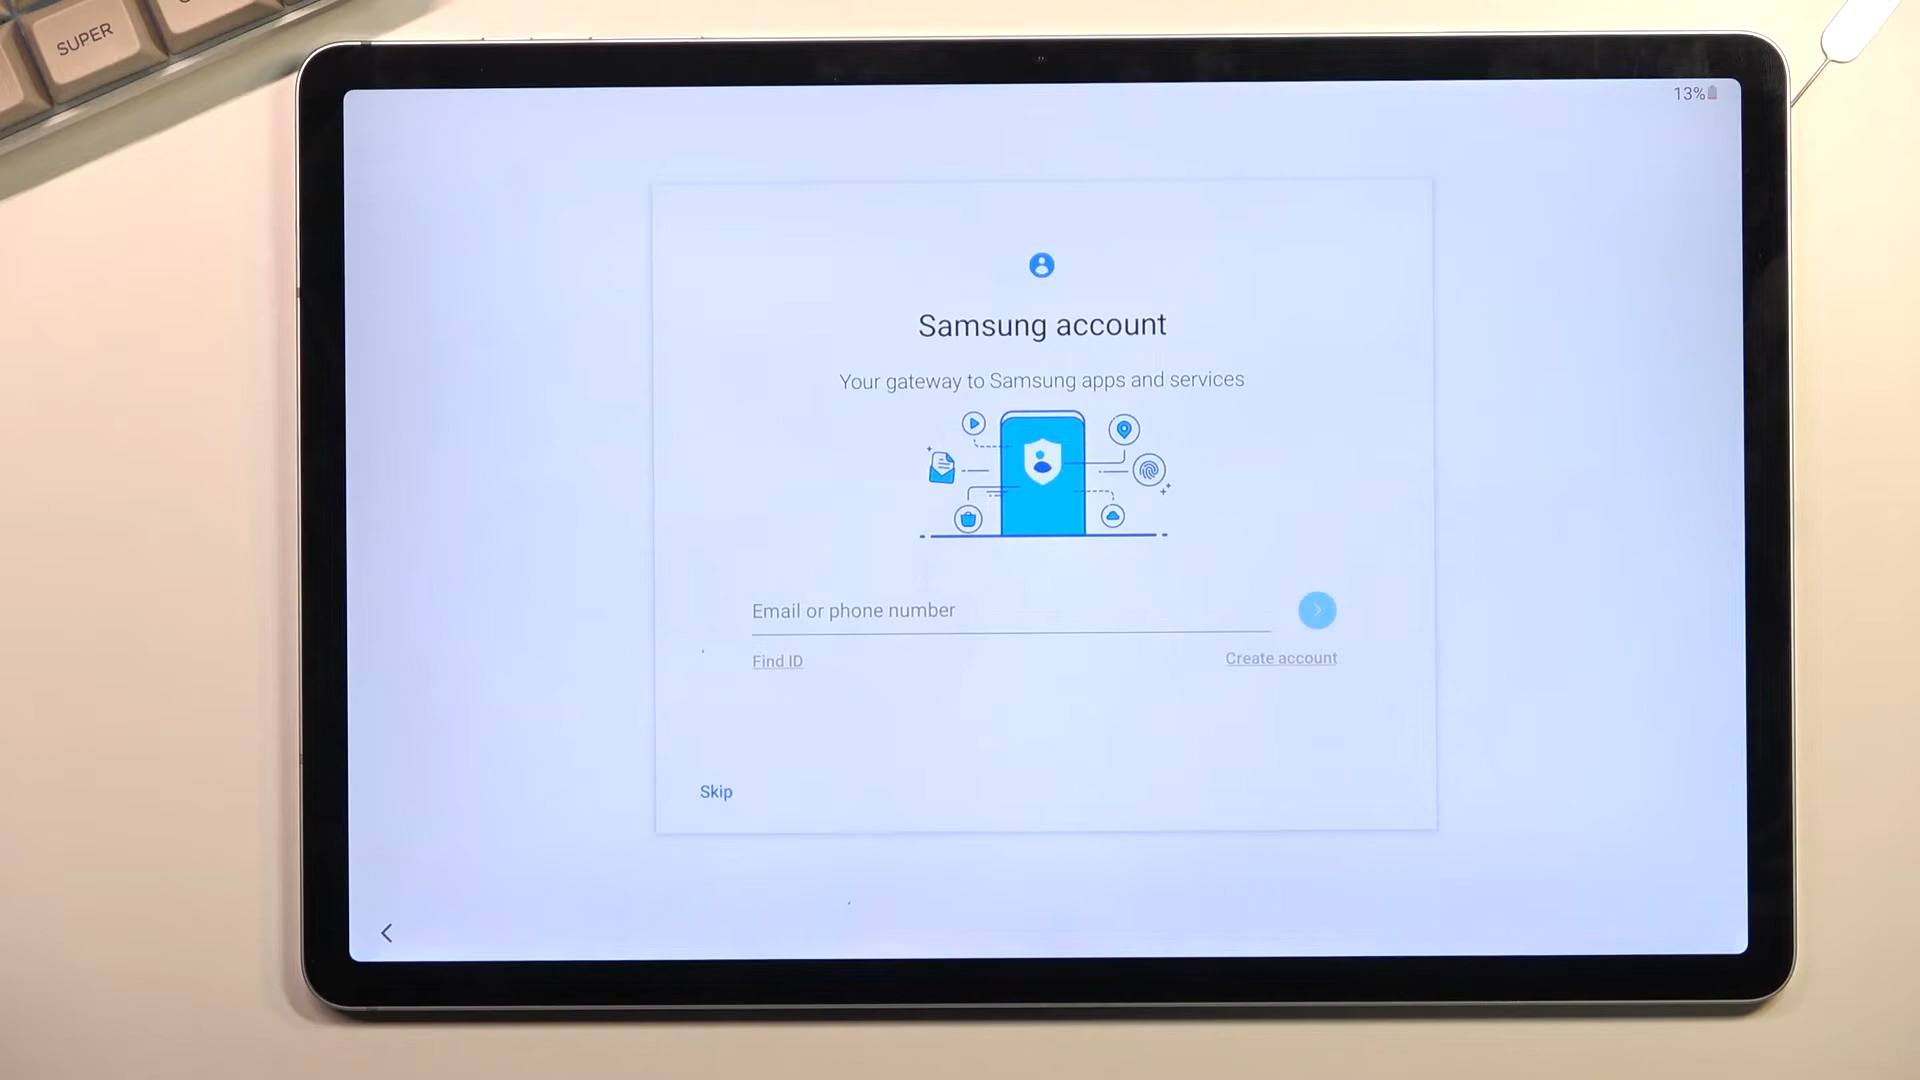 SUPER
13%
Samsung account
Your gateway to Samsung apps and services
Email or phone number
Find ID
Create account
Skip